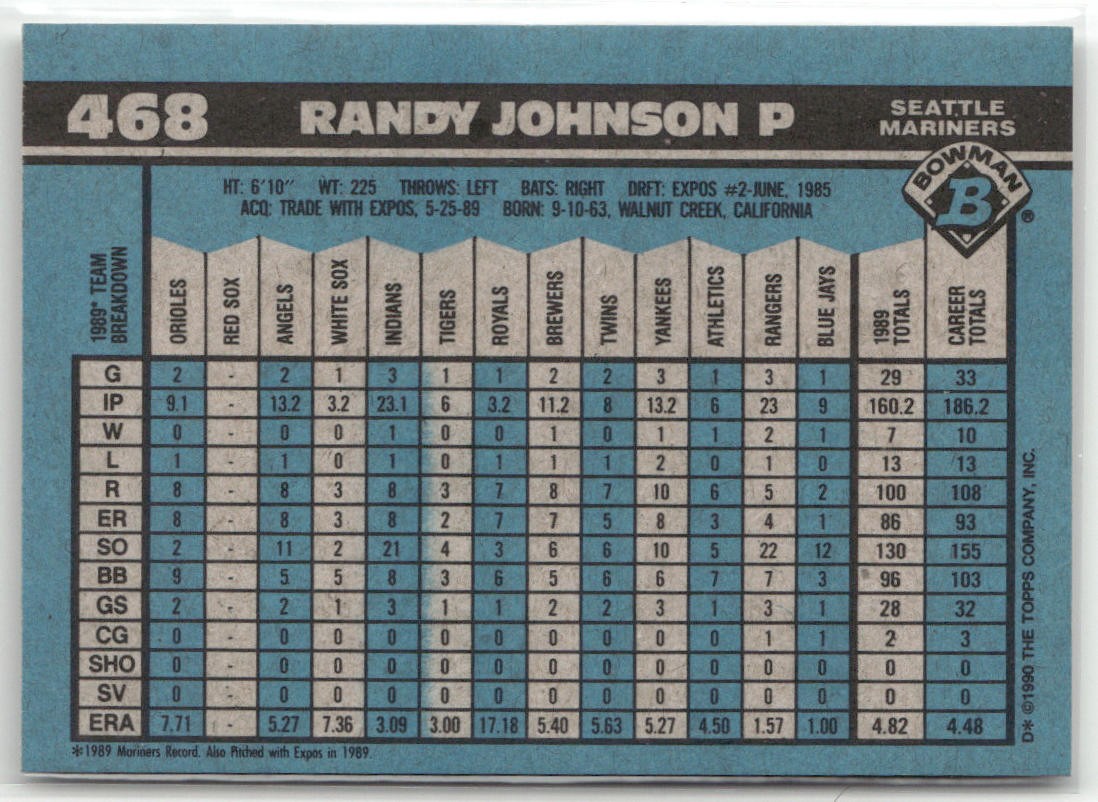 468 RANDY JOHNSON P SEATTLE MARINERS
BOWMAN
B
®
HT: 6'10" WT: 225 THROWS: LEFT BATS: RIGHT DRFT: EXPOS #2-JUNE, 1985
ACQ: TRADE WITH EXPOS, 5-25-89 BORN: 9-10-63, WALNUT CREEK, CALIFORNIA
1989* TEAM BREAKDOWN ORIOLES RED SOX ANGELS WHITE SOX INDIANS TIGERS ROYALS BREWERS TWINS YANKEES ATHLETICS RANGERS BLUE JAYS 1989 TOTALS CAREER TOTALS
G 2 - 2 1 3 1 1 2 2 3 1 3 1 29 33
IP 9.1 - 13.2 3.2 23.1 6 3.2 11.2 8 13.2 6 23 9 160.2 186.2
W 0 - 0 0 1 0 0 1 0 1 1 2 1 7 10
L 1 - 1 0 1 0 1 1 1 2 0 1 0 13 13
R 8 - 8 3 8 3 7 8 7 10 6 5 2 100 108
ER 8 - 8 3 8 2 7 7 5 8 3 4 1 86 93
SO 2 - 11 2 21 4 3 6 6 10 5 22 12 130 155
BB 9 - 5 5 8 3 6 5 6 6 7 7 3 96 103
GS 2 - 2 1 3 1 1 2 2 3 1 3 1 28 32
CG 0 - 0 0 0 0 0 0 0 0 0 1 1 2 3
SHO 0 - 0 0 0 0 0 0 0 0 0 0 0 0 0
SV 0 - 0 0 0 0 0 0 0 0 0 0 0 0 0
ERA 7.71 - 5.27 7.36 3.09 3.00 17.18 5.40 5.63 5.27 4.50 1.57 1.00 4.82 4.48
*1989 Mariners Record. Also Pitched with Expos in 1989.
D* ©1990 THE TOPPS COMPANY, INC.